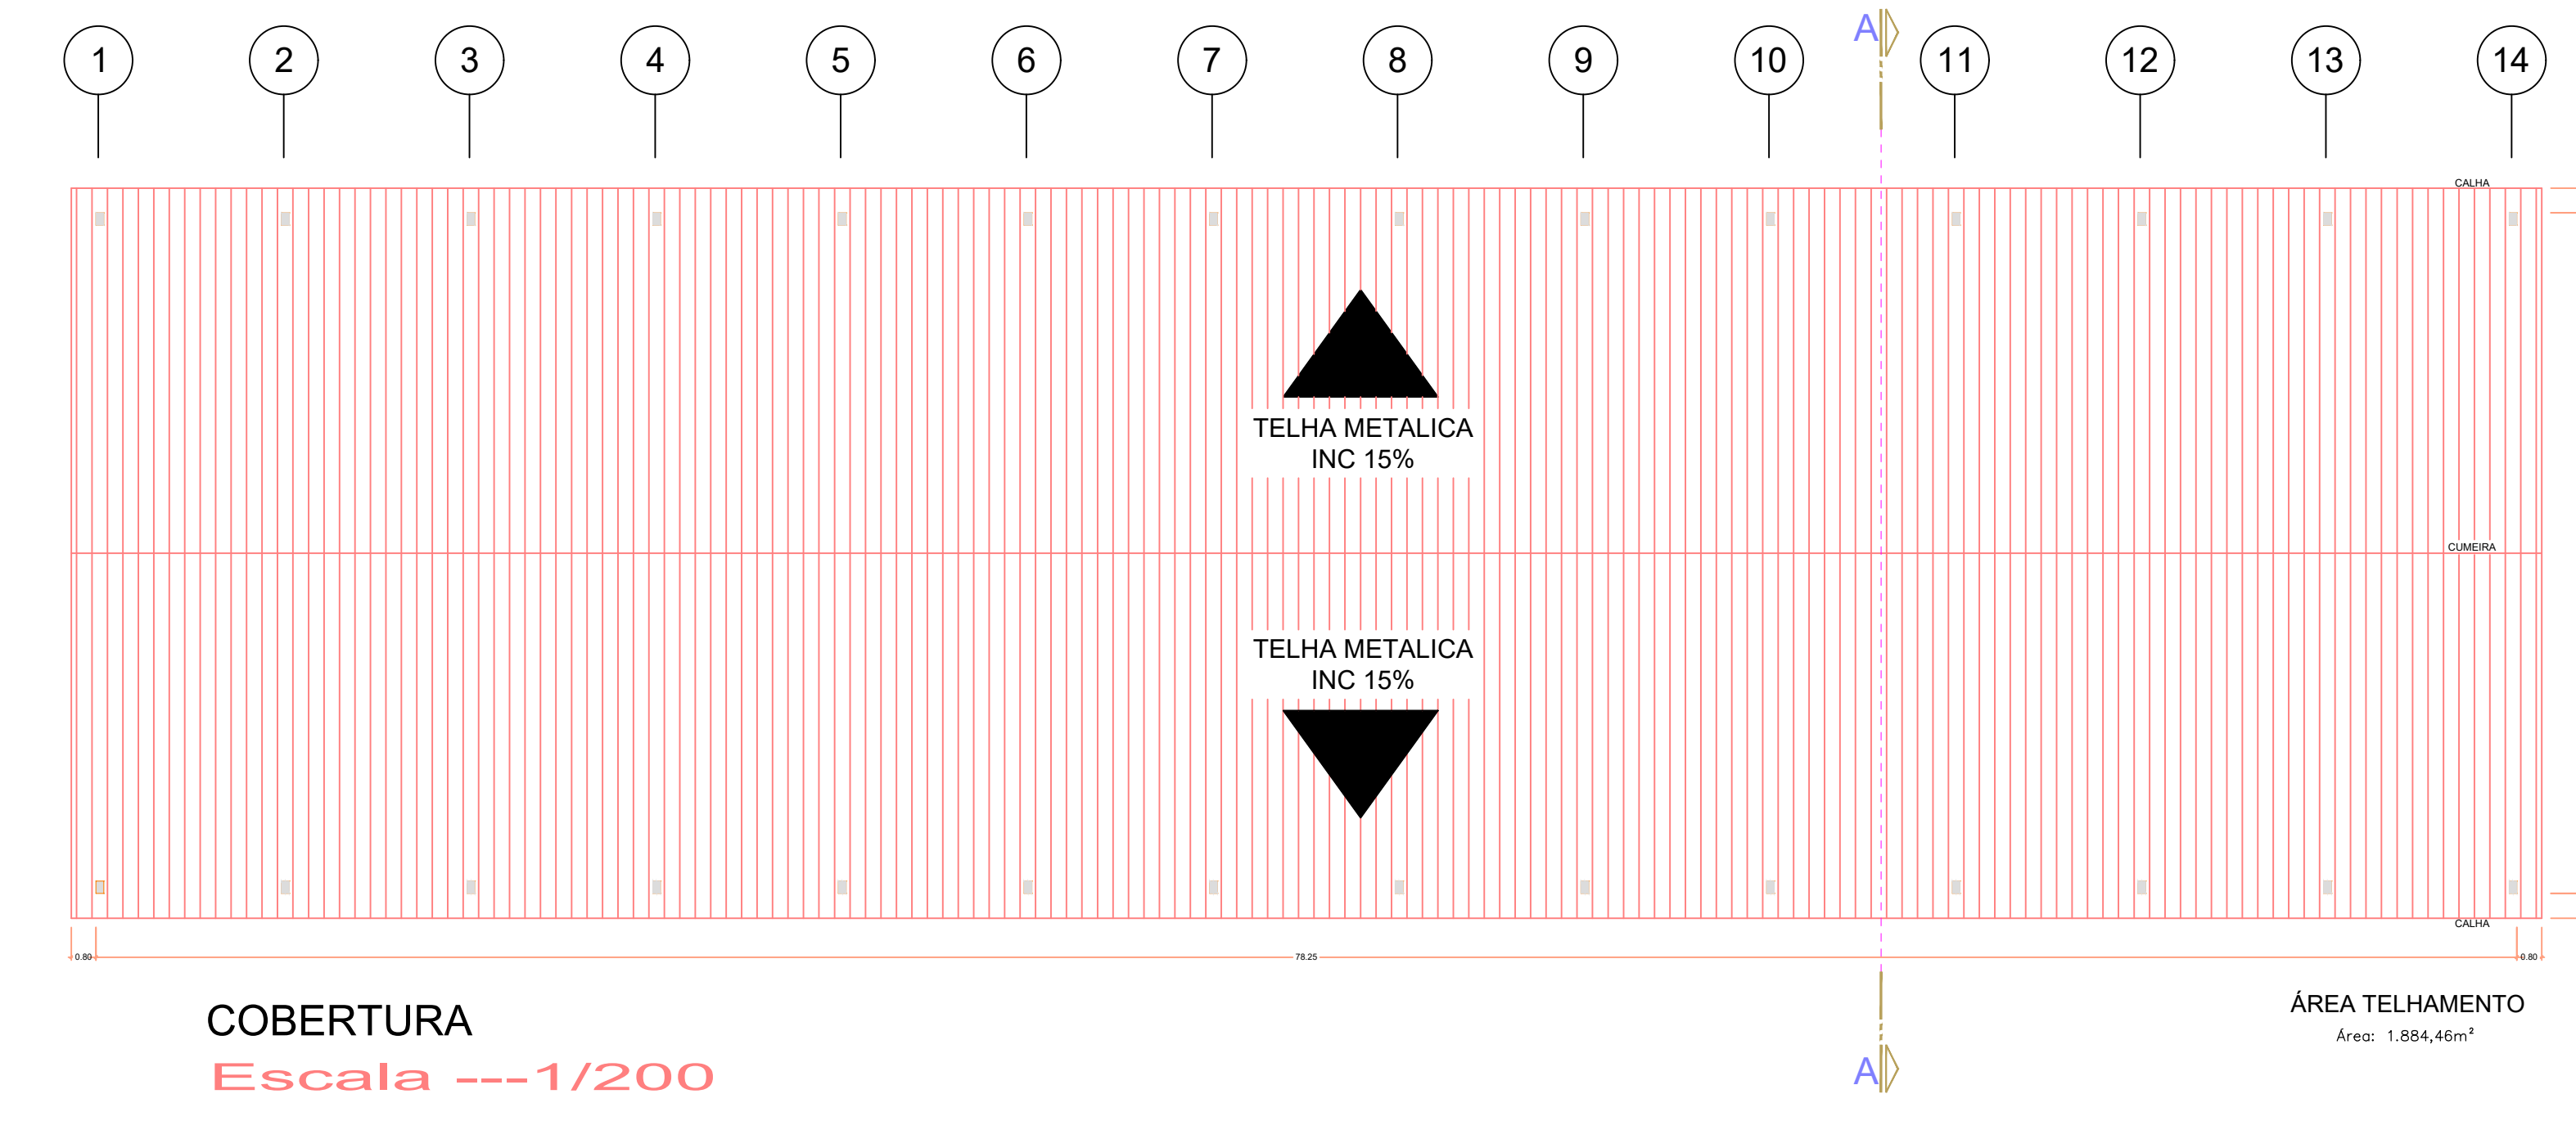 1 2 3 4 5 6 7 8 9 10 A 11 12 13 14
CALHA
TELHA METALICA
INC 15%
CUMEIRA
TELHA METALICA
INC 15%
CALHA
0.80 78.25 0.80
COBERTURA
Escala ---1/200
ÁREA TELHAMENTO
Área: 1.884,46m²
A